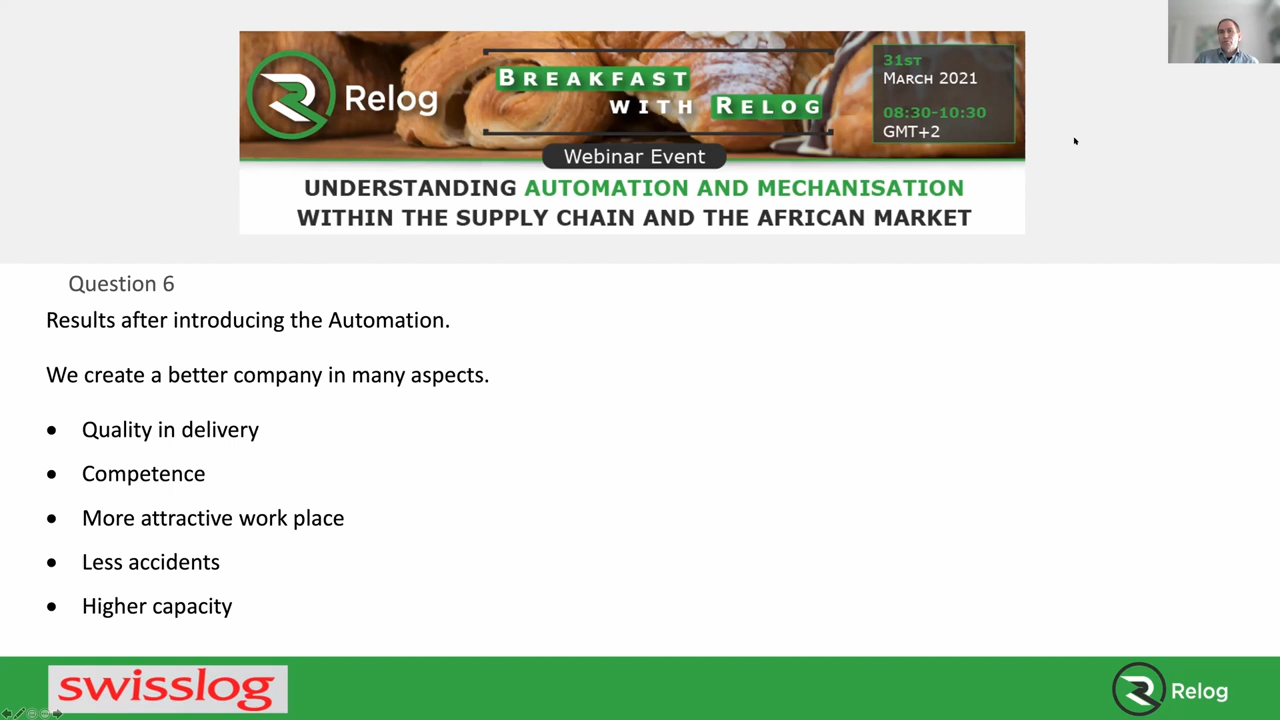 Relog
BREAKFAST
WITH RELOG
31ST
MARCH 2021
08:30-10:30
GMT+2
Webinar Event
UNDERSTANDING AUTOMATION AND MECHANISATION
WITHIN THE SUPPLY CHAIN AND THE AFRICAN MARKET
Question 6
Results after introducing the Automation.
We create a better company in many aspects.
• Quality in delivery
• Competence
• More attractive work place
• Less accidents
• Higher capacity
swisslog
Relog